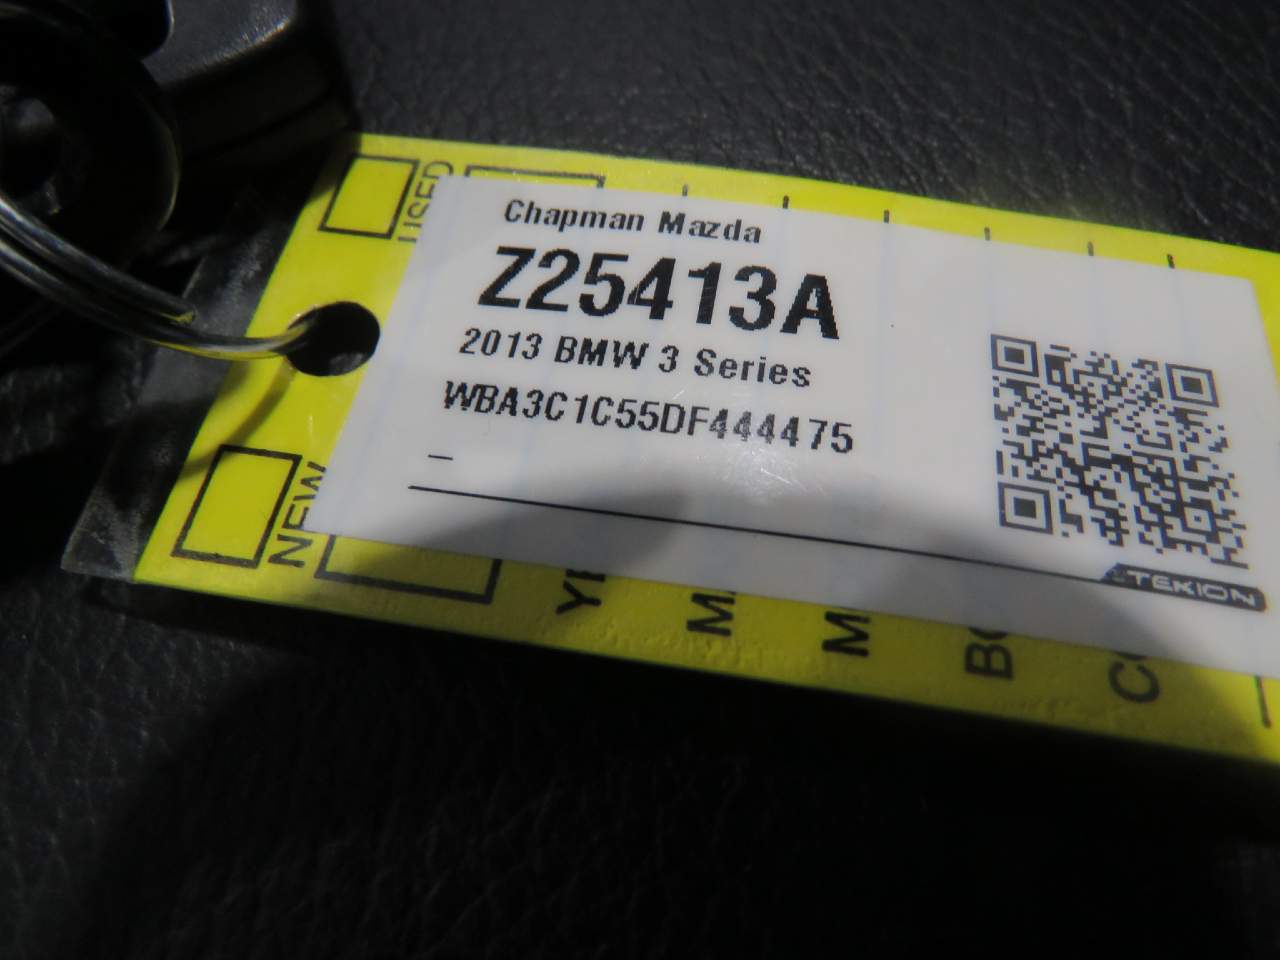 USED
Chapman Mazda
Z25413A
2013 BMW 3 Series
WBA3C1C55DF444475
_
TEKION
NEW